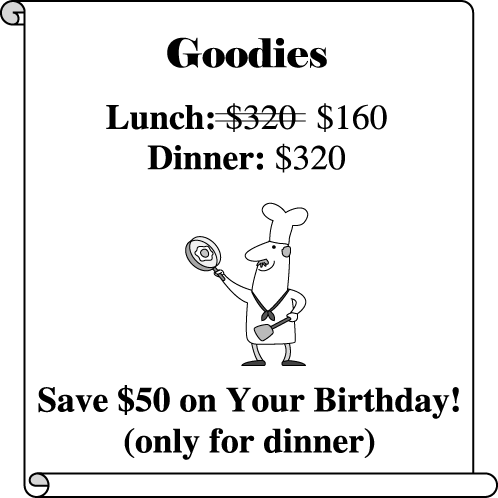 Goodies
Lunch: $320 $160
Dinner: $320
Save $50 on Your Birthday!
(only for dinner)